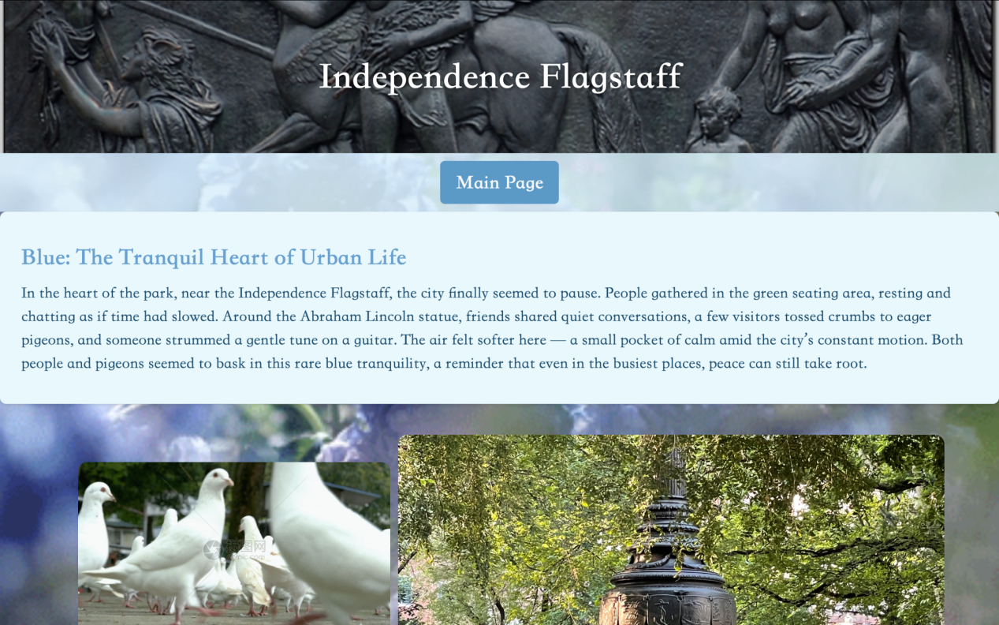 Independence Flagstaff
Main Page
Blue: The Tranquil Heart of Urban Life
In the heart of the park, near the Independence Flagstaff, the city finally seemed to pause. People gathered in the green seating area, resting and
chatting as if time had slowed. Around the Abraham Lincoln statue, friends shared quiet conversations, a few visitors tossed crumbs to eager
pigeons, and someone strummed a gentle tune on a guitar. The air felt softer here — a small pocket of calm amid the city’s constant motion. Both
people and pigeons seemed to bask in this rare blue tranquility, a reminder that even in the busiest places, peace can still take root.